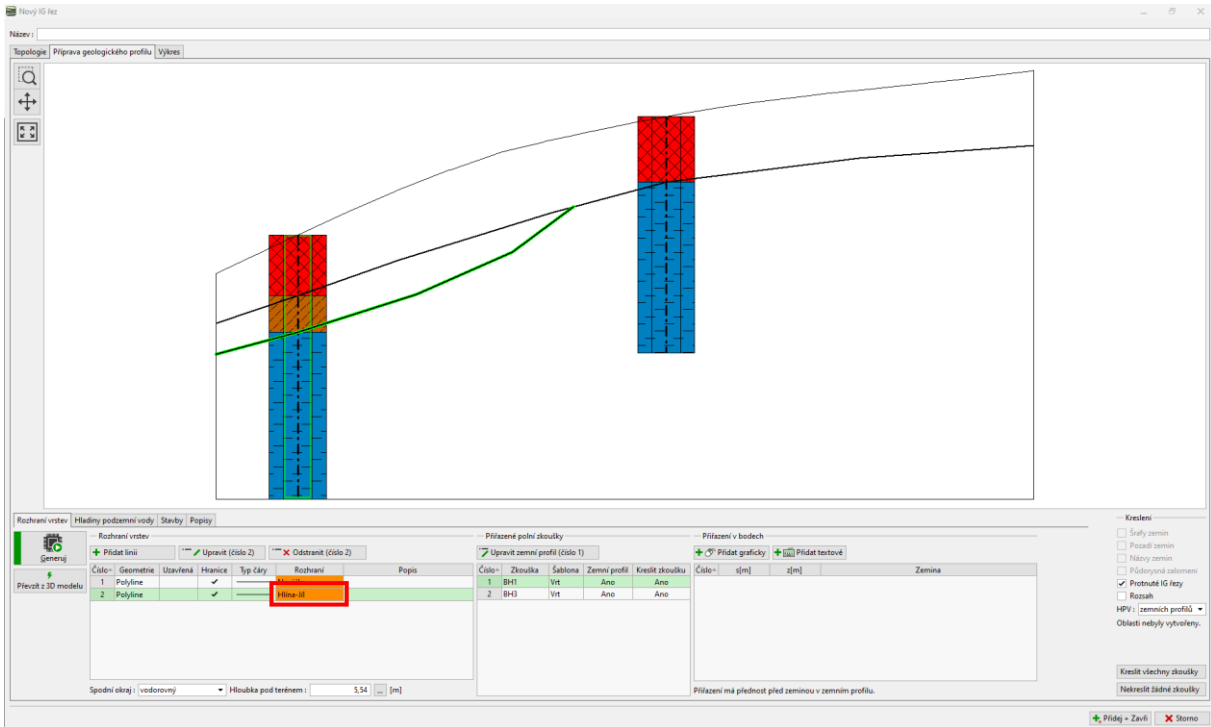 Nový IG řez
Název :
Topologie Příprava geologického profilu Výkres
Rozhraní vrstev Hladiny podzemní vody Stavby Popisy
Generuj
Převzít z 3D modelu
Rozhraní vrstev
Přidat linii Upravit (číslo 2) Odstranit (číslo 2)
Číslo Geometrie Uzavřená Hranice Typ čáry Rozhraní Popis
1 Polyline
2 Polyline Hlína-Jíl
Spodní okraj : vodorovný Hloubka pod terénem : 5,54 ... [m]
Přiřazené polní zkoušky
Upravit zemní profil (číslo 1)
Číslo Zkouška Šablona Zemní profil Kreslit zkoušku
1 BH1 Vrt Ano Ano
2 BH3 Vrt Ano Ano
Přiřazení v bodech
Přidat graficky Přidat textově
Číslo s[m] z[m] Zemina
Přiřazení má přednost před zeminou v zemním profilu.
Kreslení
Šrafy zemin
Pozadí zemin
Názvy zemin
Půdorysná zalomení
Protnuté IG řezy
Rozsah
HPV : zemních profilů
Oblasti nebyly vytvořeny.
Kreslit všechny zkoušky
Nekreslit žádné zkoušky
Přidej + Zavři Storno